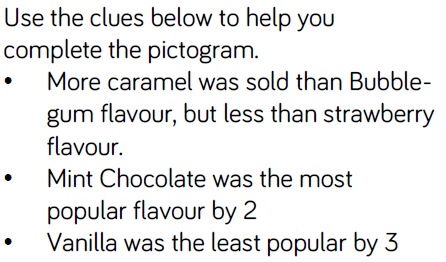 Use the clues below to help you
complete the pictogram.
• More caramel was sold than Bubble-
gum flavour, but less than strawberry
flavour.
• Mint Chocolate was the most
popular flavour by 2
• Vanilla was the least popular by 3